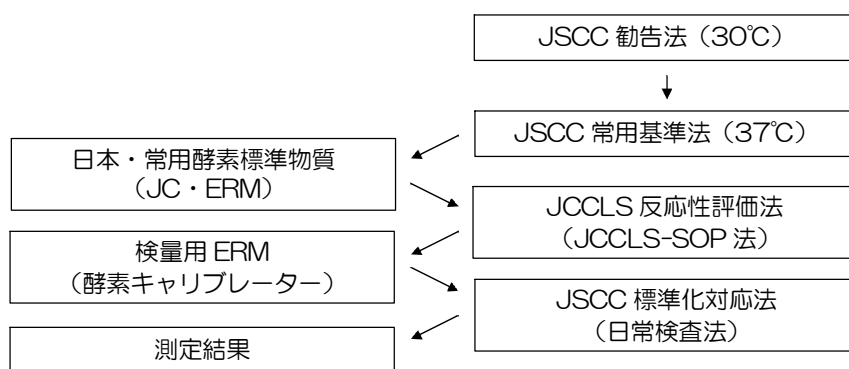 JSCC 勧告法（30℃）
JSCC 常用基準法（37℃）
日本・常用酵素標準物質
（JC・ERM）
JCCLS 反応性評価法
（JCCLS-SOP 法）
検量用 ERM
（酵素キャリブレーター）
JSCC 標準化対応法
（日常検査法）
測定結果